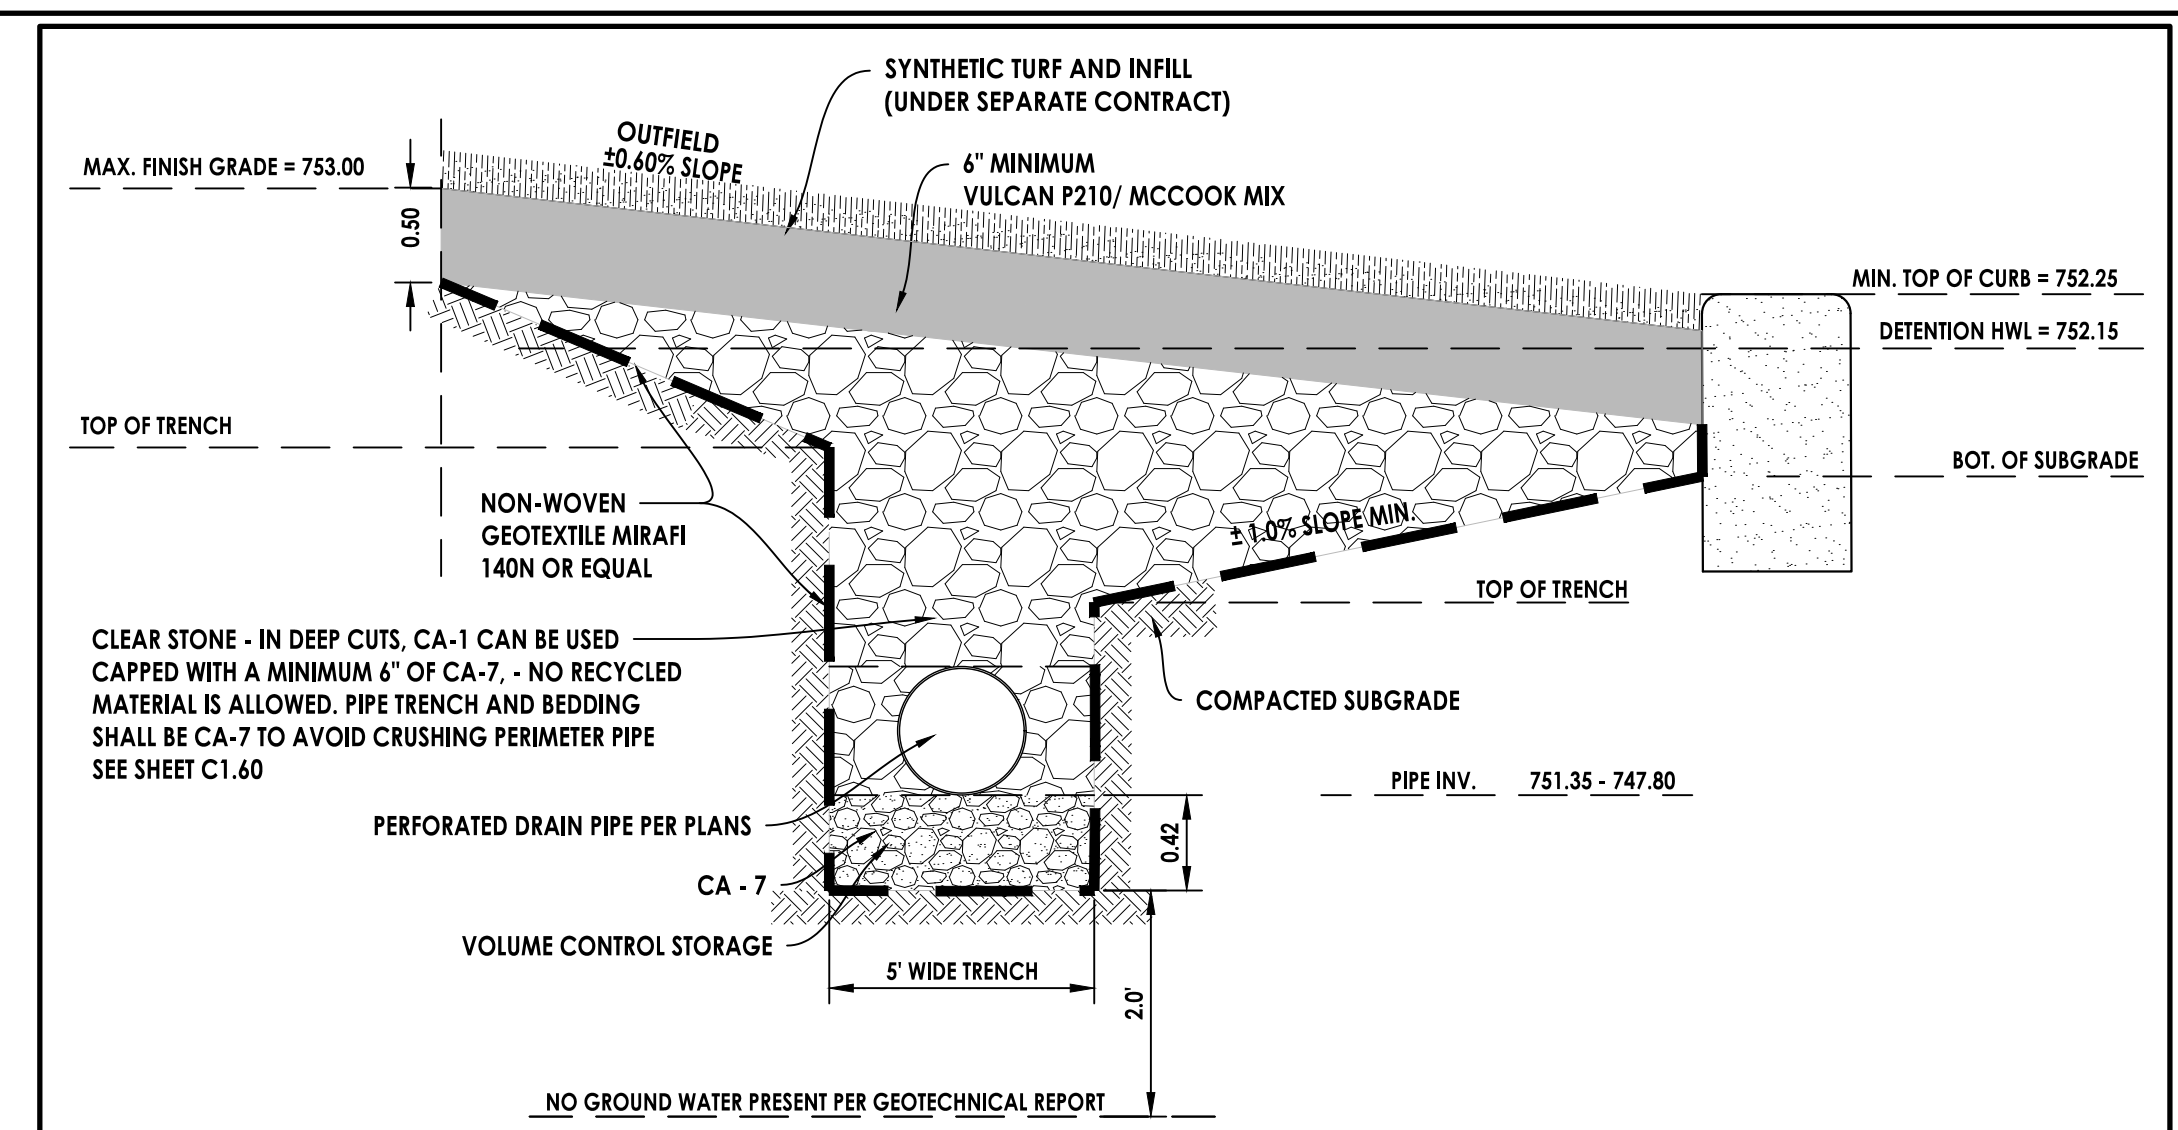 SYNTHETIC TURF AND INFILL
(UNDER SEPARATE CONTRACT)
OUTFIELD
±0.60% SLOPE
MAX. FINISH GRADE = 753.00
6" MINIMUM
VULCAN P210/ MCCOOK MIX
0.50
MIN. TOP OF CURB = 752.25
DETENTION HWL = 752.15
TOP OF TRENCH
BOT. OF SUBGRADE
NON-WOVEN
GEOTEXTILE MIRAFI
140N OR EQUAL
± 1.0% SLOPE MIN.
TOP OF TRENCH
CLEAR STONE - IN DEEP CUTS, CA-1 CAN BE USED
CAPPED WITH A MINIMUM 6" OF CA-7, - NO RECYCLED
MATERIAL IS ALLOWED. PIPE TRENCH AND BEDDING
SHALL BE CA-7 TO AVOID CRUSHING PERIMETER PIPE
SEE SHEET C1.60
COMPACTED SUBGRADE
PIPE INV. 751.35 - 747.80
PERFORATED DRAIN PIPE PER PLANS
0.42
CA - 7
VOLUME CONTROL STORAGE
5' WIDE TRENCH
2.0'
NO GROUND WATER PRESENT PER GEOTECHNICAL REPORT